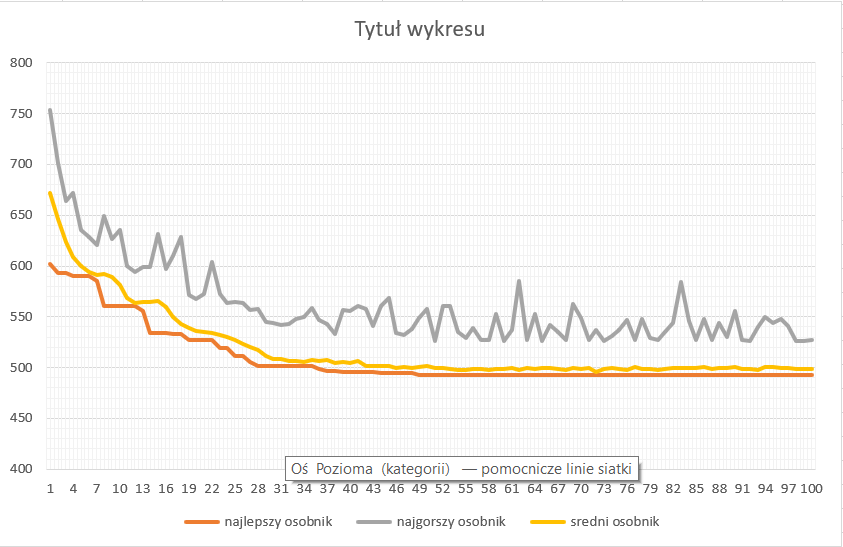 Tytuł wykresu
800
750
700
650
600
550
500
450
400
Oś Pozioma (kategorii) — pomocnicze linie siatki
1 4 7 10 13 16 19 22 25 28 31 34 37 40 43 46 49 52 55 58 61 64 67 70 73 76 79 82 85 88 91 94 97 100
najlepszy osobnik najgorszy osobnik sredni osobnik